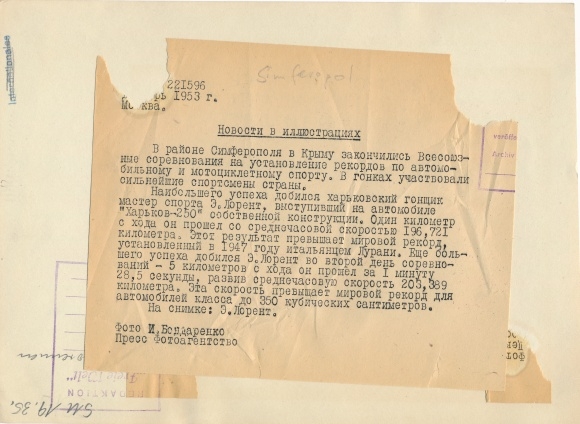 Simferopol
221596
1953 г.
Москва.
Новости в иллюстрациях
В районе Симферополя в Крыму закончились Всесоюз-
ные соревнования на установление рекордов по автомо-
бильному и мотоциклетному спорту. В гонках участвовали
сильнейшие спортсмены страны.
Наибольшего успеха добился харьковский гонщик
мастер спорта Э.Лорент, выступивший на автомобиле
"Харьков-250" собственной конструкции. Один километр
с хода он прошел со среднечасовой скоростью 196,721
километра. Этот результат превышает мировой рекорд,
установленный в 1947 году итальянцем Лурани. Еще боль-
шего успеха добился Э.Лорент во второй день соревно-
ваний - 5 километров с хода он прошел за 1 минуту
28,5 секунды, развив среднечасовую скорость 203,389
километра. Эта скорость превышает мировой рекорд для
автомобилей класса до 350 кубических сантиметров.
На снимке: Э.Лорент.
Фото И.Бондаренко
Пресс Фотоагентство
Archiv
REDAKTION